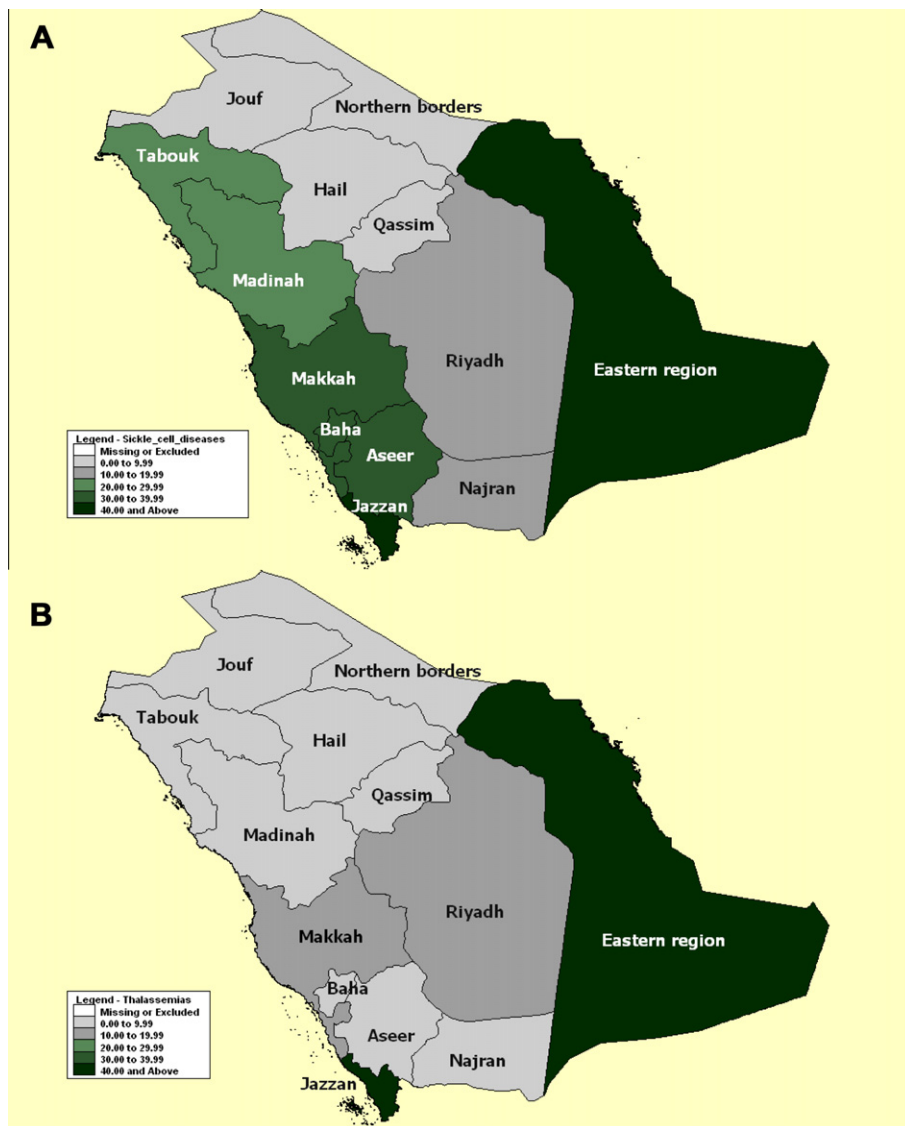 A
Jouf
Northern borders
Tabouk
Hail
Qassim
Madinah
Riyadh
Eastern region
Makkah
Baha
Aseer
Najran
Jazzan
Legend - Sickle_cell_diseases
Missing or Excluded
0.00 to 9.99
10.00 to 19.99
20.00 to 29.99
30.00 to 39.99
40.00 and Above
B
Jouf
Northern borders
Tabouk
Hail
Qassim
Madinah
Riyadh
Makkah
Eastern region
Baha
Aseer
Najran
Jazzan
Legend - Thalassemias
Missing or Excluded
0.00 to 9.99
10.00 to 19.99
20.00 to 29.99
30.00 to 39.99
40.00 and Above